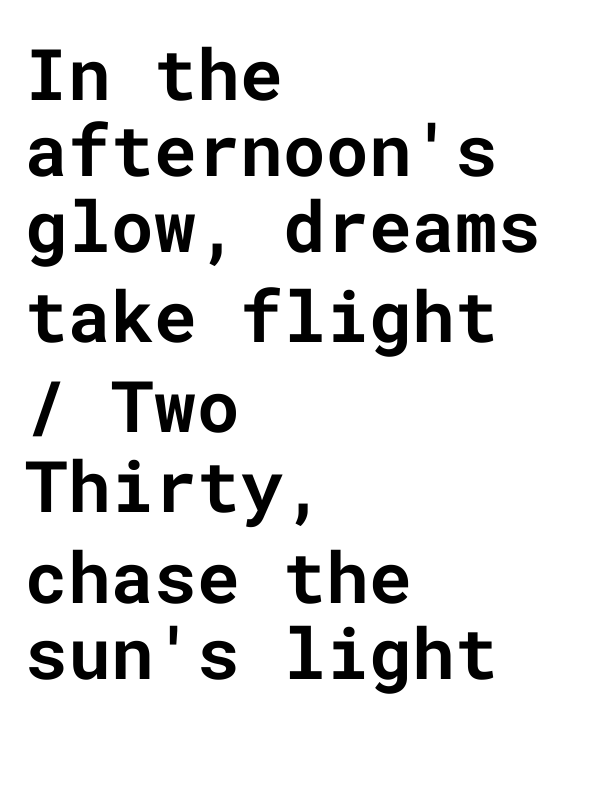 In the
afternoon's
glow, dreams
take flight
/ Two
Thirty,
chase the
sun's light